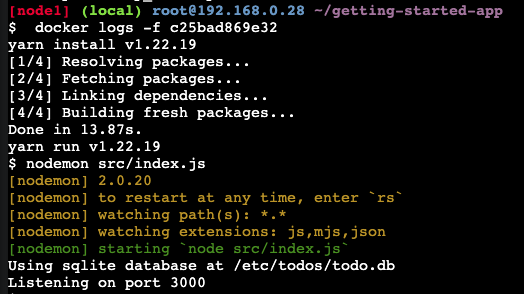 [node1] (local) root@192.168.0.28 ~/getting-started-app
$  docker logs -f c25bad869e32
yarn install v1.22.19
[1/4] Resolving packages...
[2/4] Fetching packages...
[3/4] Linking dependencies...
[4/4] Building fresh packages...
Done in 13.87s.
yarn run v1.22.19
$ nodemon src/index.js
[nodemon] 2.0.20
[nodemon] to restart at any time, enter `rs`
[nodemon] watching path(s): *.*
[nodemon] watching extensions: js,mjs,json
[nodemon] starting `node src/index.js`
Using sqlite database at /etc/todos/todo.db
Listening on port 3000